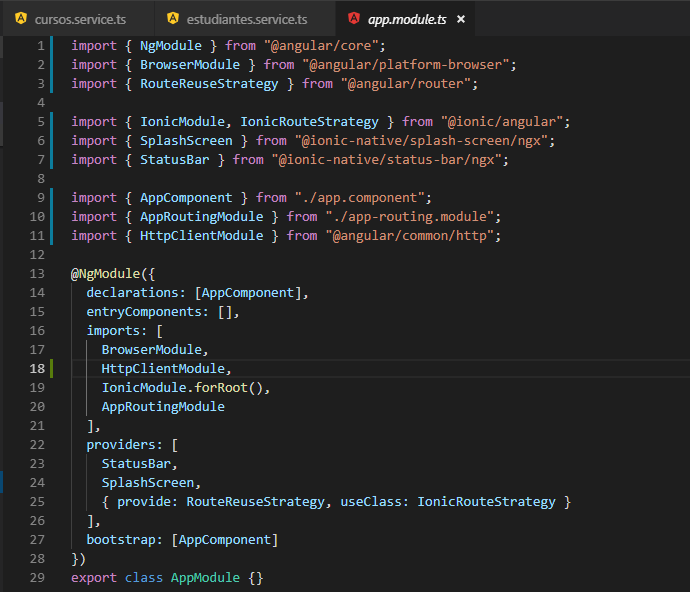 cursos.service.ts estudiantes.service.ts app.module.ts ×
1 import { NgModule } from "@angular/core";
2 import { BrowserModule } from "@angular/platform-browser";
3 import { RouteReuseStrategy } from "@angular/router";
4
5 import { IonicModule, IonicRouteStrategy } from "@ionic/angular";
6 import { SplashScreen } from "@ionic-native/splash-screen/ngx";
7 import { StatusBar } from "@ionic-native/status-bar/ngx";
8
9 import { AppComponent } from "./app.component";
10 import { AppRoutingModule } from "./app-routing.module";
11 import { HttpClientModule } from "@angular/common/http";
12
13 @NgModule({
14   declarations: [AppComponent],
15   entryComponents: [],
16   imports: [
17     BrowserModule,
18     HttpClientModule,
19     IonicModule.forRoot(),
20     AppRoutingModule
21   ],
22   providers: [
23     StatusBar,
24     SplashScreen,
25     { provide: RouteReuseStrategy, useClass: IonicRouteStrategy }
26   ],
27   bootstrap: [AppComponent]
28 })
29 export class AppModule {}